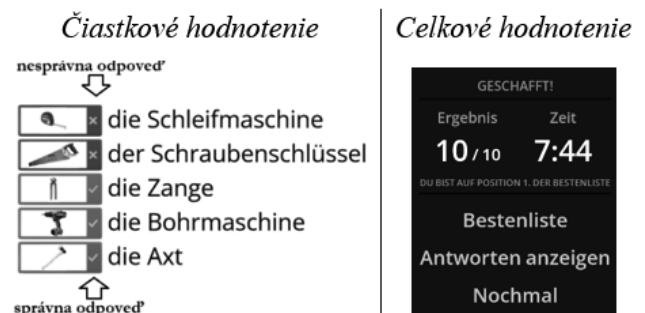 Čiastkové hodnotenie
nesprávna odpoveď
die Schleifmaschine
der Schraubenschlüssel
die Zange
die Bohrmaschine
die Axt
správna odpoveď
Celkové hodnotenie
GESCHAFFT!
Ergebnis Zeit
10 / 10 7:44
DU BIST AUF POSITION 1. DER BESTENLISTE
Bestenliste
Antworten anzeigen
Nochmal